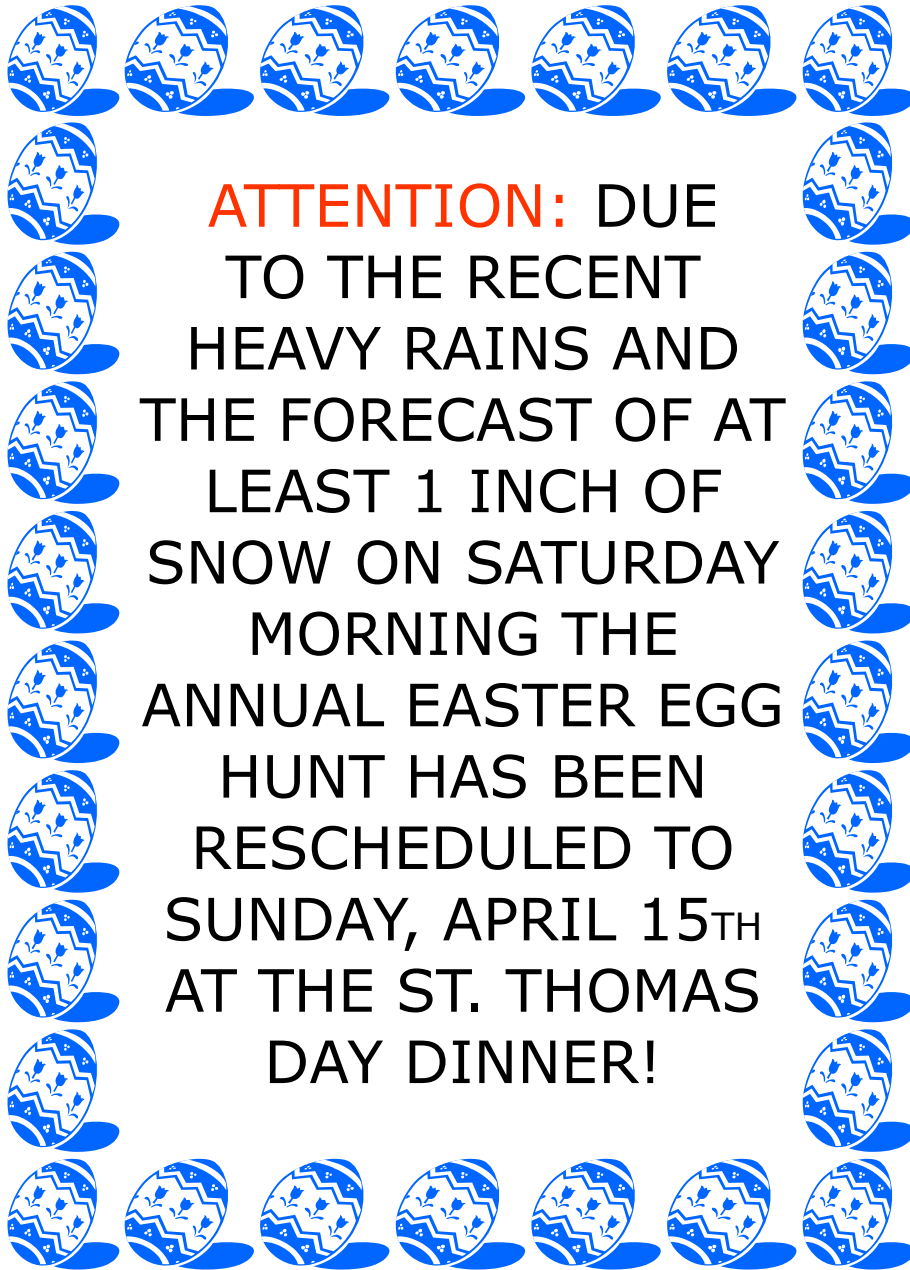 ATTENTION: DUE
TO THE RECENT
HEAVY RAINS AND
THE FORECAST OF AT
LEAST 1 INCH OF
SNOW ON SATURDAY
MORNING THE
ANNUAL EASTER EGG
HUNT HAS BEEN
RESCHEDULED TO
SUNDAY, APRIL 15TH
AT THE ST. THOMAS
DAY DINNER!